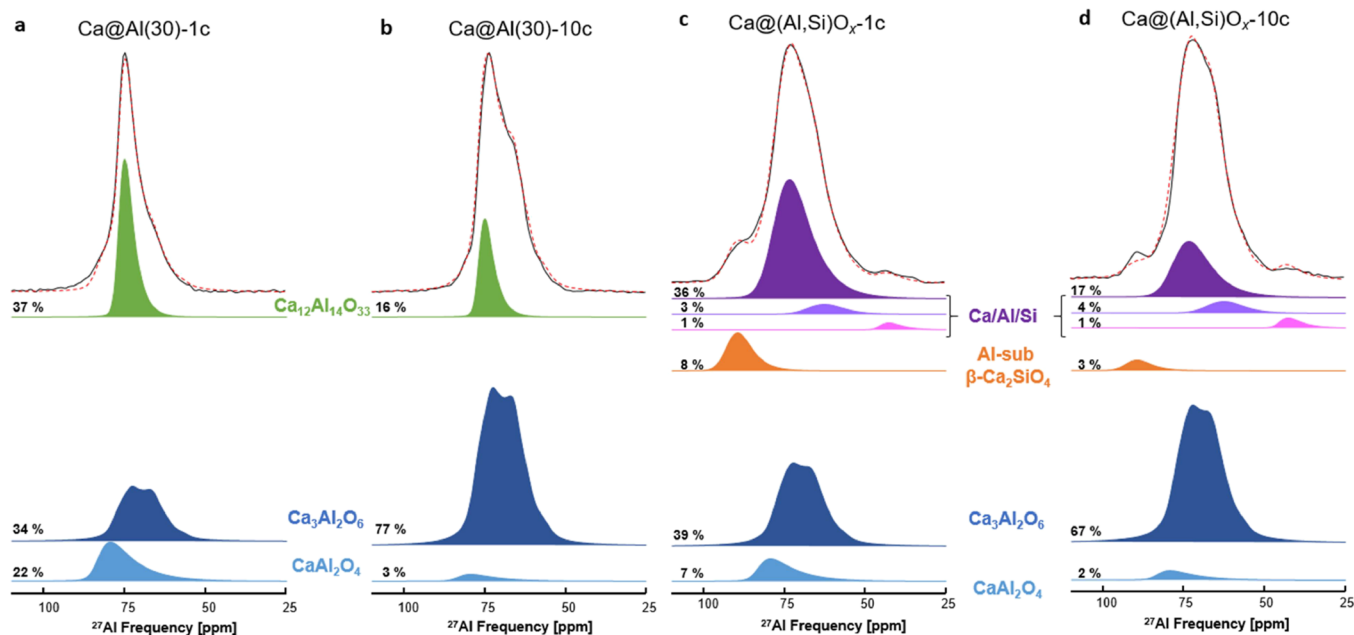 a
Ca@Al(30)-1c
37 %
34 %
22 %
100 75 50 25
²⁷Al Frequency [ppm]
b
Ca@Al(30)-10c
Ca₁₂Al₁₄O₃₃
16 %
Ca₃Al₂O₆
77 %
CaAl₂O₄
3 %
100 75 50 25
²⁷Al Frequency [ppm]
c
Ca@(Al,Si)Oₓ-1c
36 %
3 %
1 %
8 %
39 %
7 %
100 75 50 25
²⁷Al Frequency [ppm]
Ca/Al/Si
Al-sub
β-Ca₂SiO₄
Ca₃Al₂O₆
CaAl₂O₄
d
Ca@(Al,Si)Oₓ-10c
17 %
4 %
1 %
3 %
67 %
2 %
100 75 50 25
²⁷Al Frequency [ppm]